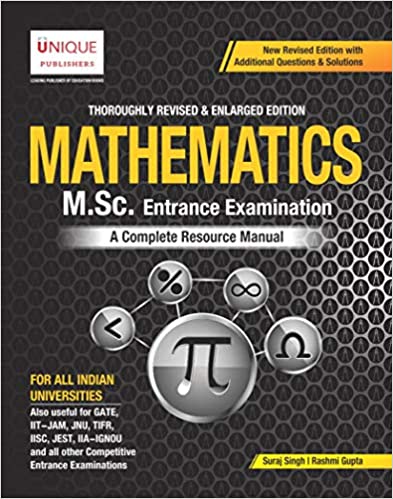 UNIQUE
PUBLISHERS
LEADING PUBLISHER OF EDUCATION BOOKS
New Revised Edition with
Additional Questions & Solutions
THOROUGHLY REVISED & ENLARGED EDITION
MATHEMATICS
M.Sc. Entrance Examination
A Complete Resource Manual
%
∞
<
π
Ω
FOR ALL INDIAN
UNIVERSITIES
Also useful for GATE,
IIT–JAM, JNU, TIFR,
IISC, JEST, IIA–IGNOU
and all other Competitive
Entrance Examinations
Suraj Singh | Rashmi Gupta